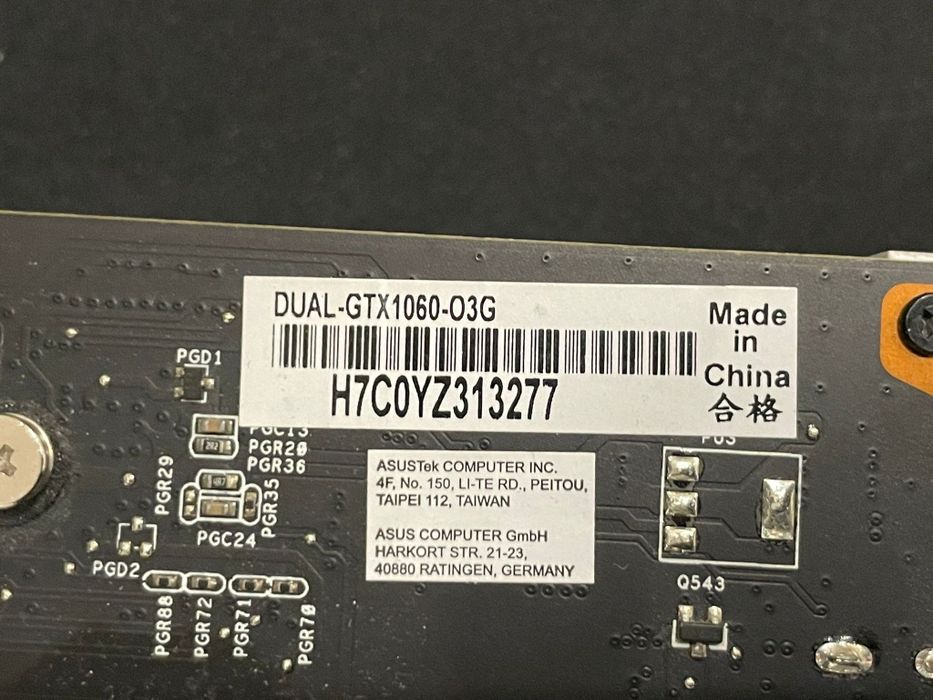 DUAL-GTX1060-O3G
H7C0YZ313277
Made
in
China
合格
ASUSTek COMPUTER INC.
4F, No. 150, LI-TE RD., PEITOU,
TAIPEI 112, TAIWAN
ASUS COMPUTER GmbH
HARKORT STR. 21-23,
40880 RATINGEN, GERMANY
PGD1
PGC13
PGR20
PGR36
PGR29
PGR35
PGC24
PGD2
PGR88
PGR72
PGR71
PGR70
Q543